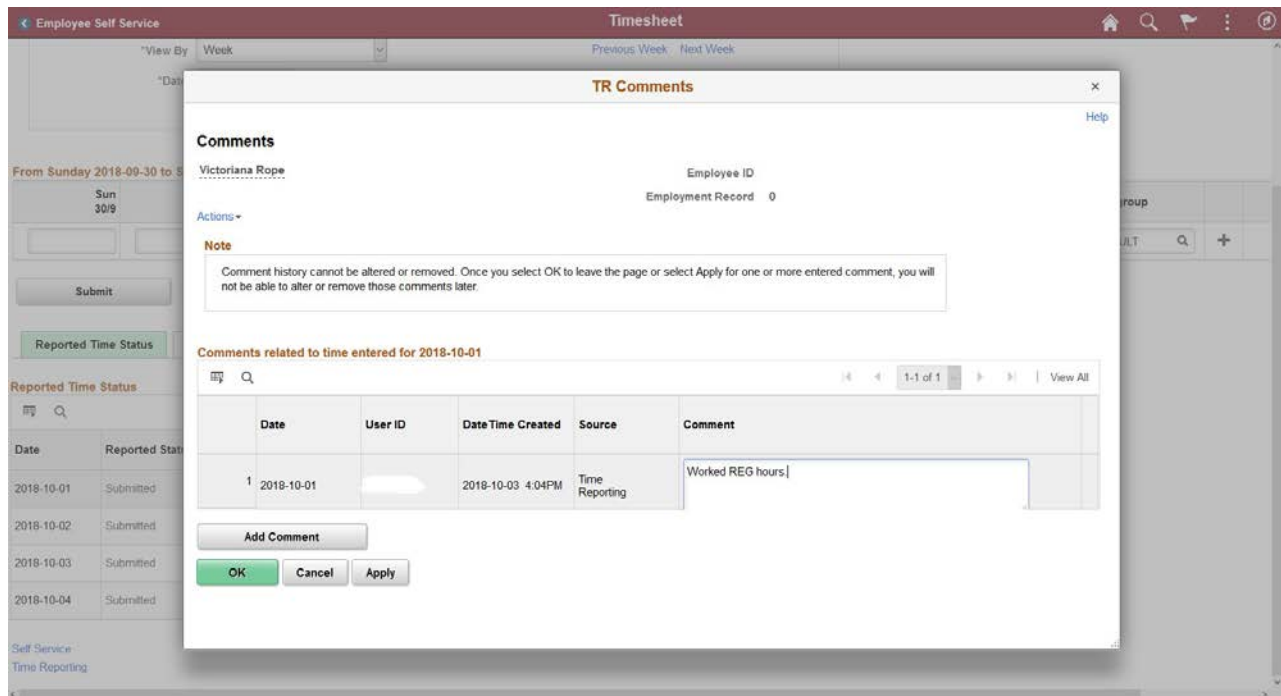 Employee Self Service
Timesheet
*View By Week
Previous Week Next Week
*Date
TR Comments
×
Help
Comments
Victoriana Rope
Employee ID
Employment Record 0
Actions
From Sunday 2018-09-30 to S
Sun
30/9
group
ULT
Note
Comment history cannot be altered or removed. Once you select OK to leave the page or select Apply for one or more entered comment, you will
not be able to alter or remove those comments later.
Submit
Reported Time Status
Comments related to time entered for 2018-10-01
1-1 of 1
View All
Reported Time Status
Date User ID DateTime Created Source Comment
Date Reported Stat
1 2018-10-01 2018-10-03 4:04PM Time
Reporting
Worked REG hours.
2018-10-01 Submitted
2018-10-02 Submitted
2018-10-03 Submitted
2018-10-04 Submitted
Add Comment
OK Cancel Apply
Self Service
Time Reporting